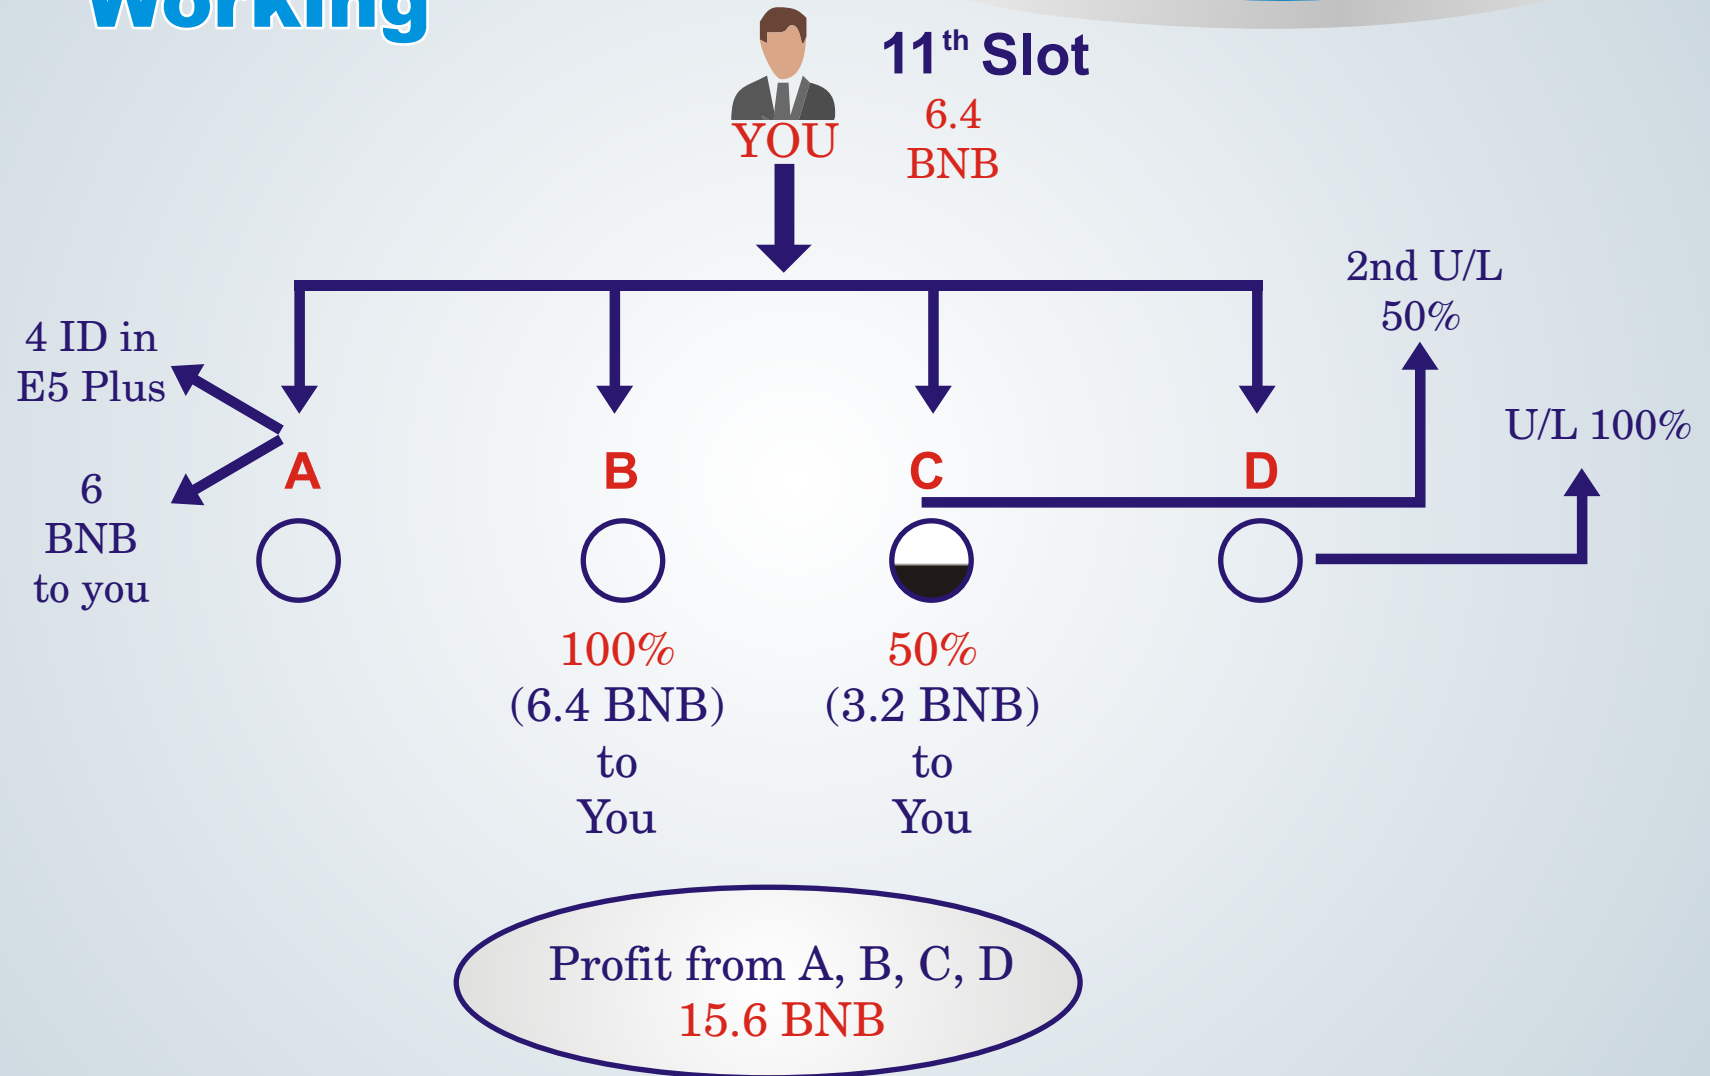 Working
11th Slot
6.4
BNB
YOU
2nd U/L
50%
4 ID in
E5 Plus
U/L 100%
A
B
C
D
6
BNB
to you
100%
(6.4 BNB)
to
You
50%
(3.2 BNB)
to
You
Profit from A, B, C, D
15.6 BNB